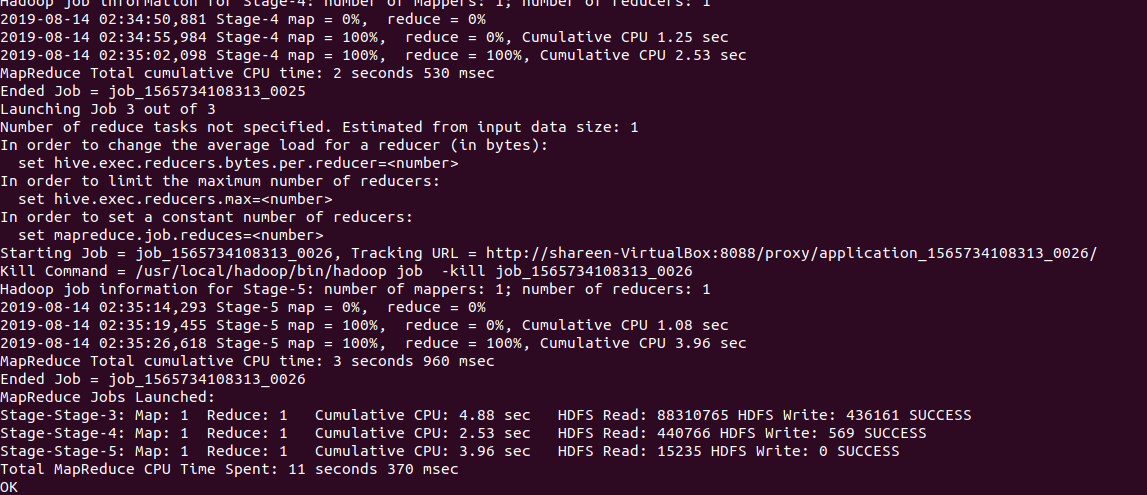 Hadoop job information for Stage-4: number of mappers: 1; number of reducers: 1
2019-08-14 02:34:50,881 Stage-4 map = 0%,  reduce = 0%
2019-08-14 02:34:55,984 Stage-4 map = 100%,  reduce = 0%, Cumulative CPU 1.25 sec
2019-08-14 02:35:02,098 Stage-4 map = 100%,  reduce = 100%, Cumulative CPU 2.53 sec
MapReduce Total cumulative CPU time: 2 seconds 530 msec
Ended Job = job_1565734108313_0025
Launching Job 3 out of 3
Number of reduce tasks not specified. Estimated from input data size: 1
In order to change the average load for a reducer (in bytes):
  set hive.exec.reducers.bytes.per.reducer=<number>
In order to limit the maximum number of reducers:
  set hive.exec.reducers.max=<number>
In order to set a constant number of reducers:
  set mapreduce.job.reduces=<number>
Starting Job = job_1565734108313_0026, Tracking URL = http://shareen-VirtualBox:8088/proxy/application_1565734108313_0026/
Kill Command = /usr/local/hadoop/bin/hadoop job  -kill job_1565734108313_0026
Hadoop job information for Stage-5: number of mappers: 1; number of reducers: 1
2019-08-14 02:35:14,293 Stage-5 map = 0%,  reduce = 0%
2019-08-14 02:35:19,455 Stage-5 map = 100%,  reduce = 0%, Cumulative CPU 1.08 sec
2019-08-14 02:35:26,618 Stage-5 map = 100%,  reduce = 100%, Cumulative CPU 3.96 sec
MapReduce Total cumulative CPU time: 3 seconds 960 msec
Ended Job = job_1565734108313_0026
MapReduce Jobs Launched:
Stage-Stage-3: Map: 1  Reduce: 1   Cumulative CPU: 4.88 sec   HDFS Read: 88310765 HDFS Write: 436161 SUCCESS
Stage-Stage-4: Map: 1  Reduce: 1   Cumulative CPU: 2.53 sec   HDFS Read: 440766 HDFS Write: 569 SUCCESS
Stage-Stage-5: Map: 1  Reduce: 1   Cumulative CPU: 3.96 sec   HDFS Read: 15235 HDFS Write: 0 SUCCESS
Total MapReduce CPU Time Spent: 11 seconds 370 msec
OK